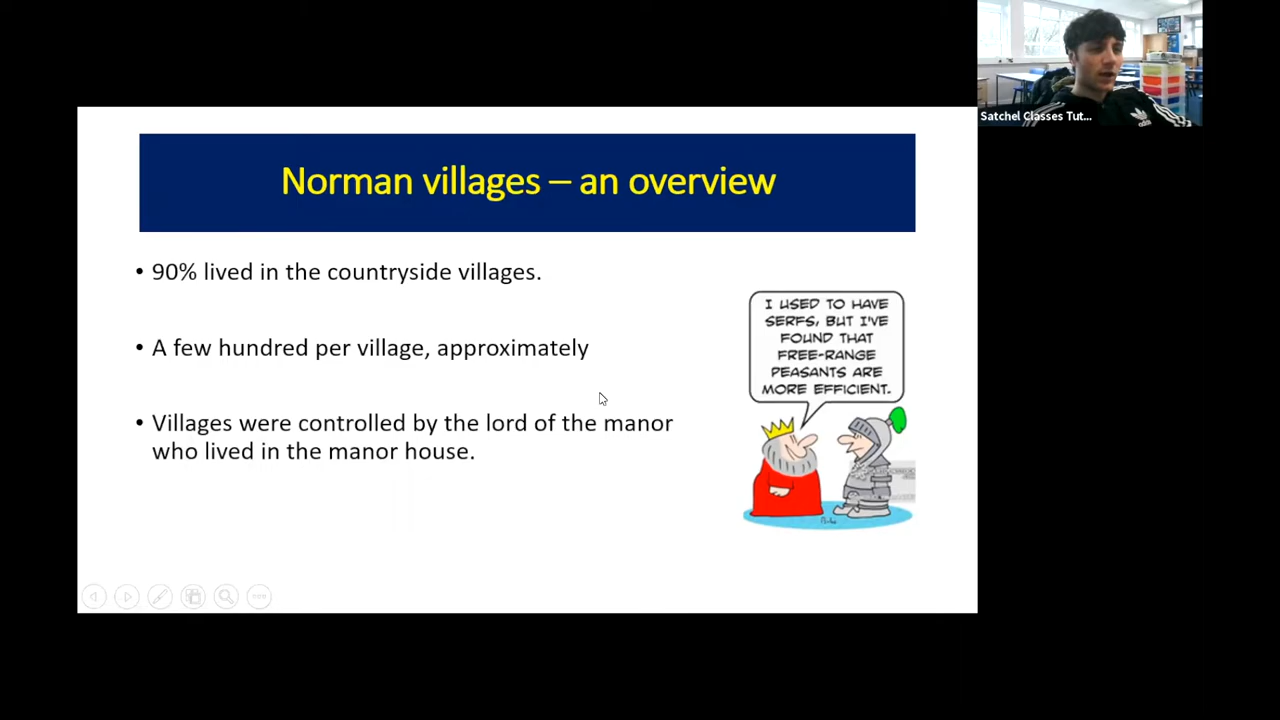 Norman villages – an overview
• 90% lived in the countryside villages.
• A few hundred per village, approximately
• Villages were controlled by the lord of the manor
who lived in the manor house.
I USED TO HAVE
SERFS, BUT I'VE
FOUND THAT
FREE-RANGE
PEASANTS ARE
MORE EFFICIENT.
Satchel Classes Tut...
adidas